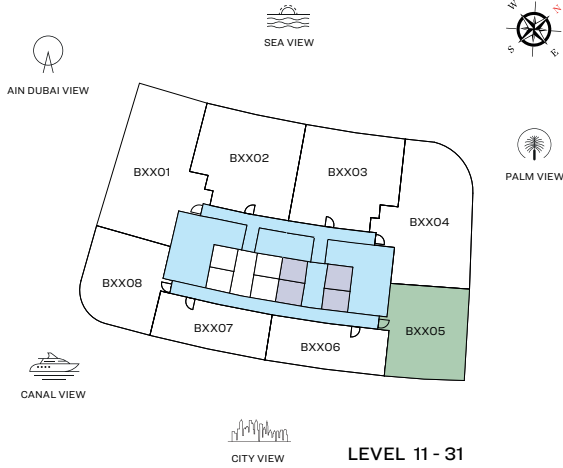 SEA VIEW
W
N
S
E
AIN DUBAI VIEW
PALM VIEW
BXX01
BXX02
BXX03
BXX04
BXX08
BXX07
BXX06
BXX05
CANAL VIEW
CITY VIEW
LEVEL 11 - 31